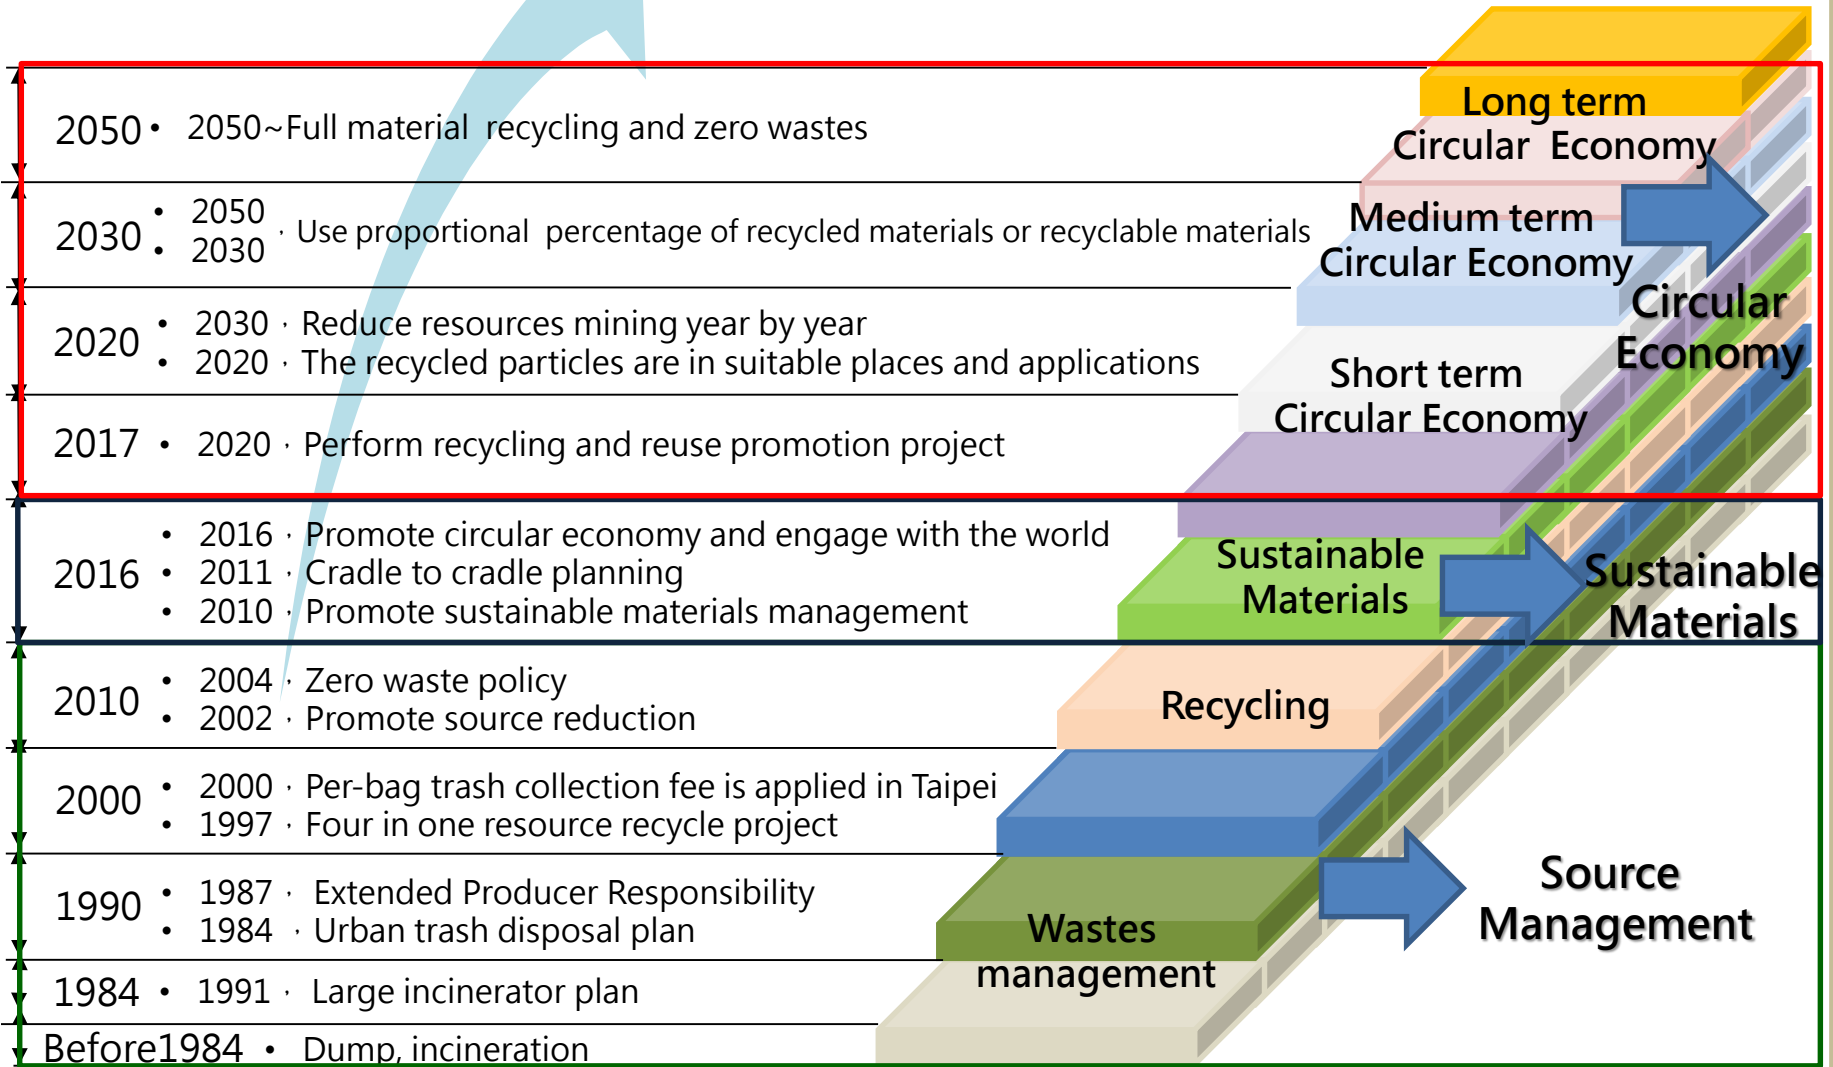 2050 • 2050~Full material recycling and zero wastes
Long term
Circular Economy
2030
• 2050
• 2030
, Use proportional percentage of recycled materials or recyclable materials
Medium term
Circular Economy
2020
• 2030 , Reduce resources mining year by year
• 2020 , The recycled particles are in suitable places and applications
Short term
Circular Economy
Circular
Economy
2017 • 2020 , Perform recycling and reuse promotion project
2016
• 2016 , Promote circular economy and engage with the world
• 2011 , Cradle to cradle planning
• 2010 , Promote sustainable materials management
Sustainable
Materials
Sustainable
Materials
2010
• 2004 , Zero waste policy
• 2002 , Promote source reduction
Recycling
2000
• 2000 , Per-bag trash collection fee is applied in Taipei
• 1997 , Four in one resource recycle project
1990
• 1987 , Extended Producer Responsibility
• 1984 , Urban trash disposal plan
Wastes
management
Source
Management
1984 • 1991 , Large incinerator plan
Before1984 • Dump, incineration